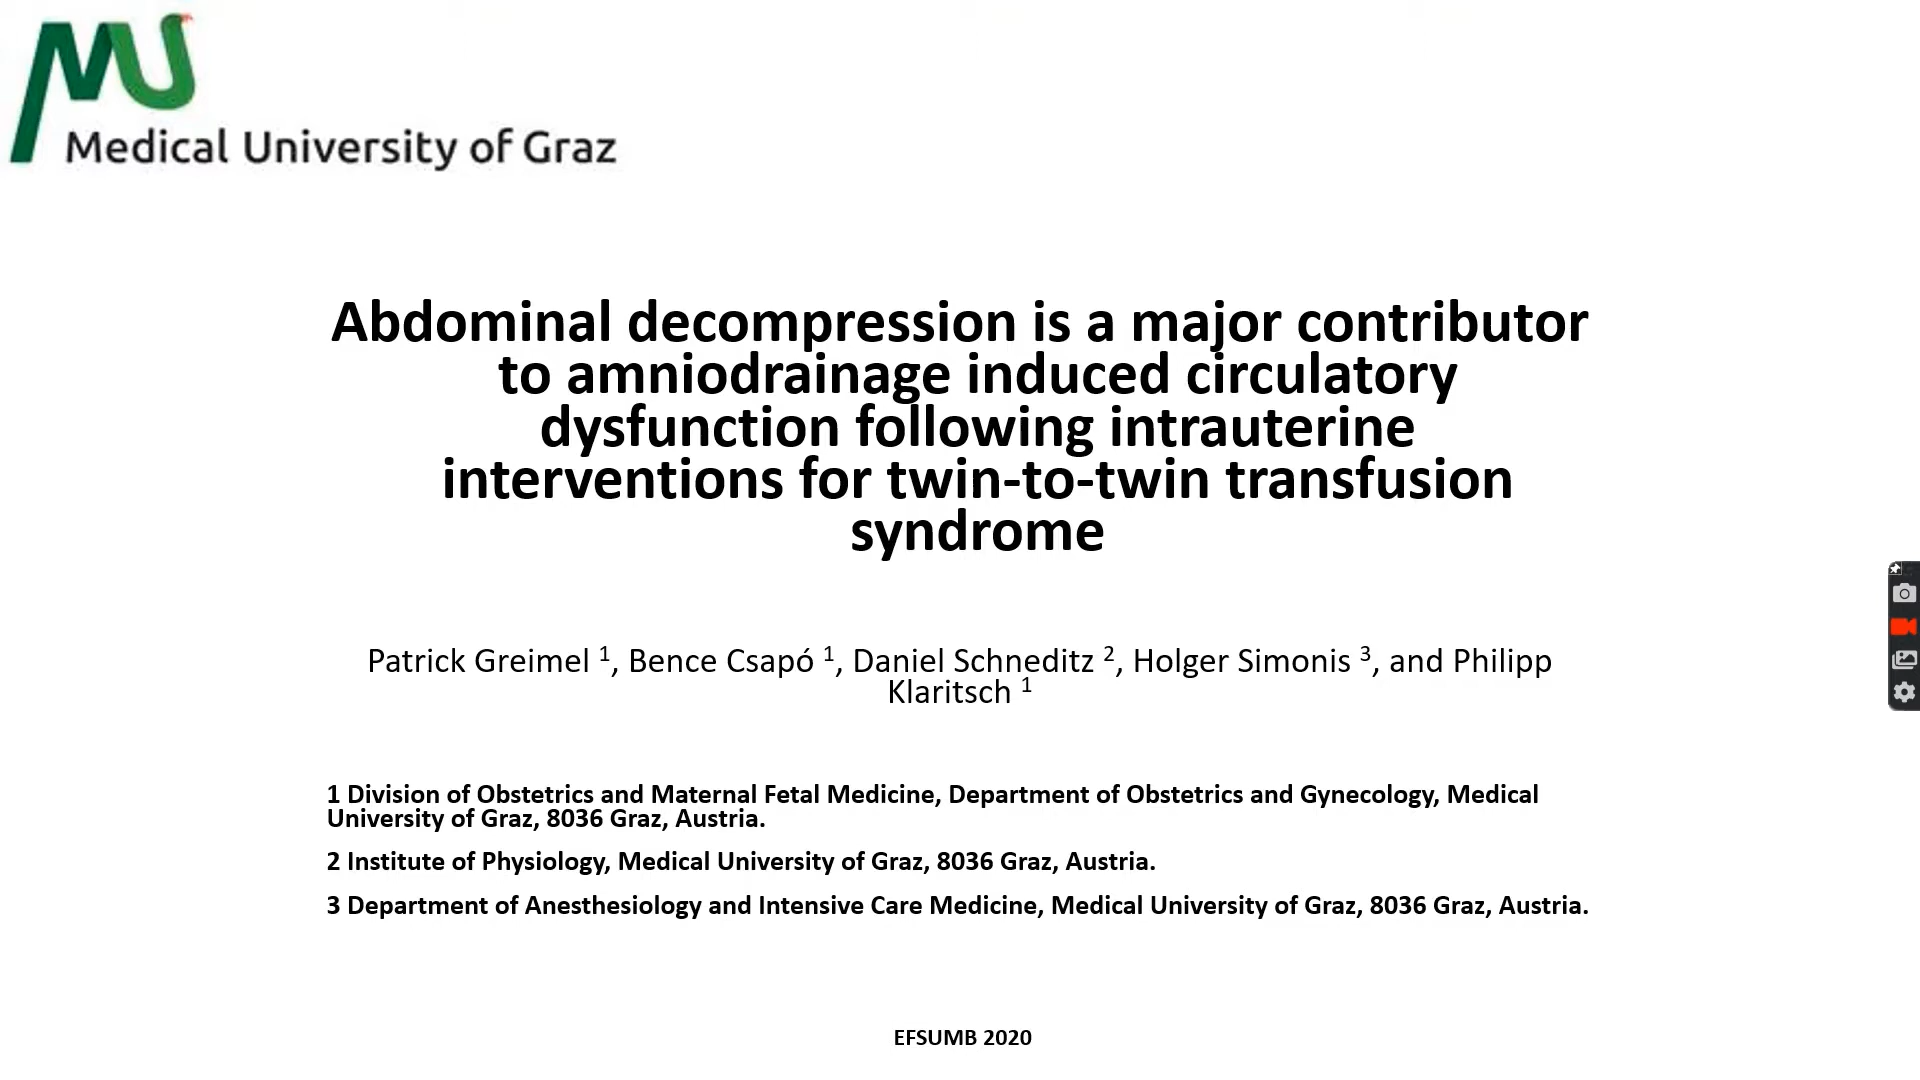 MU
Medical University of Graz
Abdominal decompression is a major contributor
to amniodrainage induced circulatory
dysfunction following intrauterine
interventions for twin-to-twin transfusion
syndrome
Patrick Greimel 1, Bence Csapó 1, Daniel Schneditz 2, Holger Simonis 3, and Philipp
Klaritsch 1
1 Division of Obstetrics and Maternal Fetal Medicine, Department of Obstetrics and Gynecology, Medical
University of Graz, 8036 Graz, Austria.
2 Institute of Physiology, Medical University of Graz, 8036 Graz, Austria.
3 Department of Anesthesiology and Intensive Care Medicine, Medical University of Graz, 8036 Graz, Austria.
EFSUMB 2020